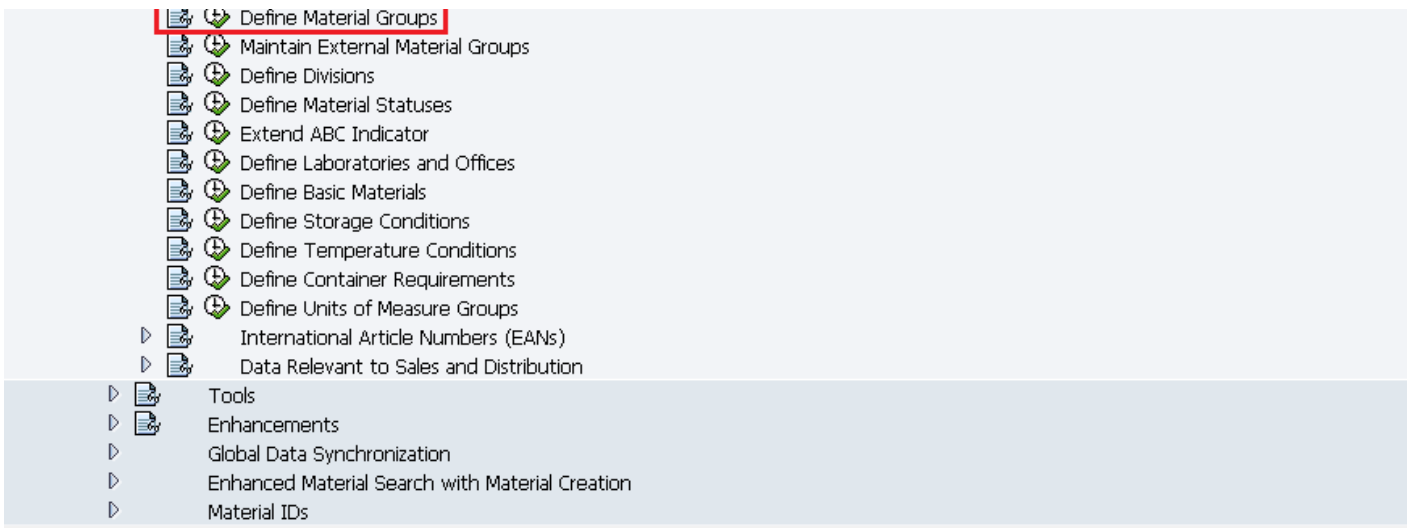 Define Material Groups
Maintain External Material Groups
Define Divisions
Define Material Statuses
Extend ABC Indicator
Define Laboratories and Offices
Define Basic Materials
Define Storage Conditions
Define Temperature Conditions
Define Container Requirements
Define Units of Measure Groups
International Article Numbers (EANs)
Data Relevant to Sales and Distribution
Tools
Enhancements
Global Data Synchronization
Enhanced Material Search with Material Creation
Material IDs